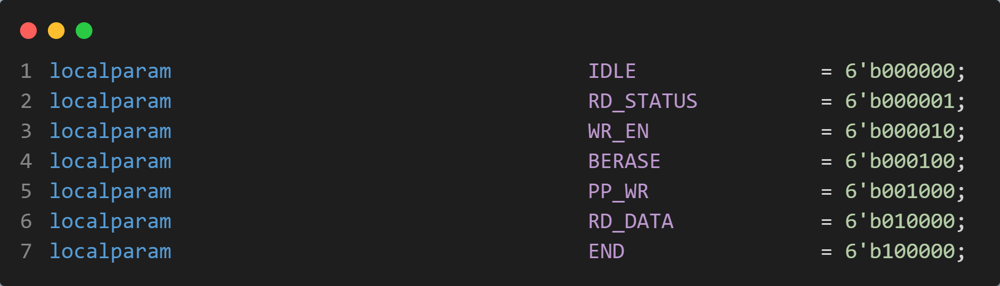 1 localparam IDLE = 6'b000000;
2 localparam RD_STATUS = 6'b000001;
3 localparam WR_EN = 6'b000010;
4 localparam BERASE = 6'b000100;
5 localparam PP_WR = 6'b001000;
6 localparam RD_DATA = 6'b010000;
7 localparam END = 6'b100000;